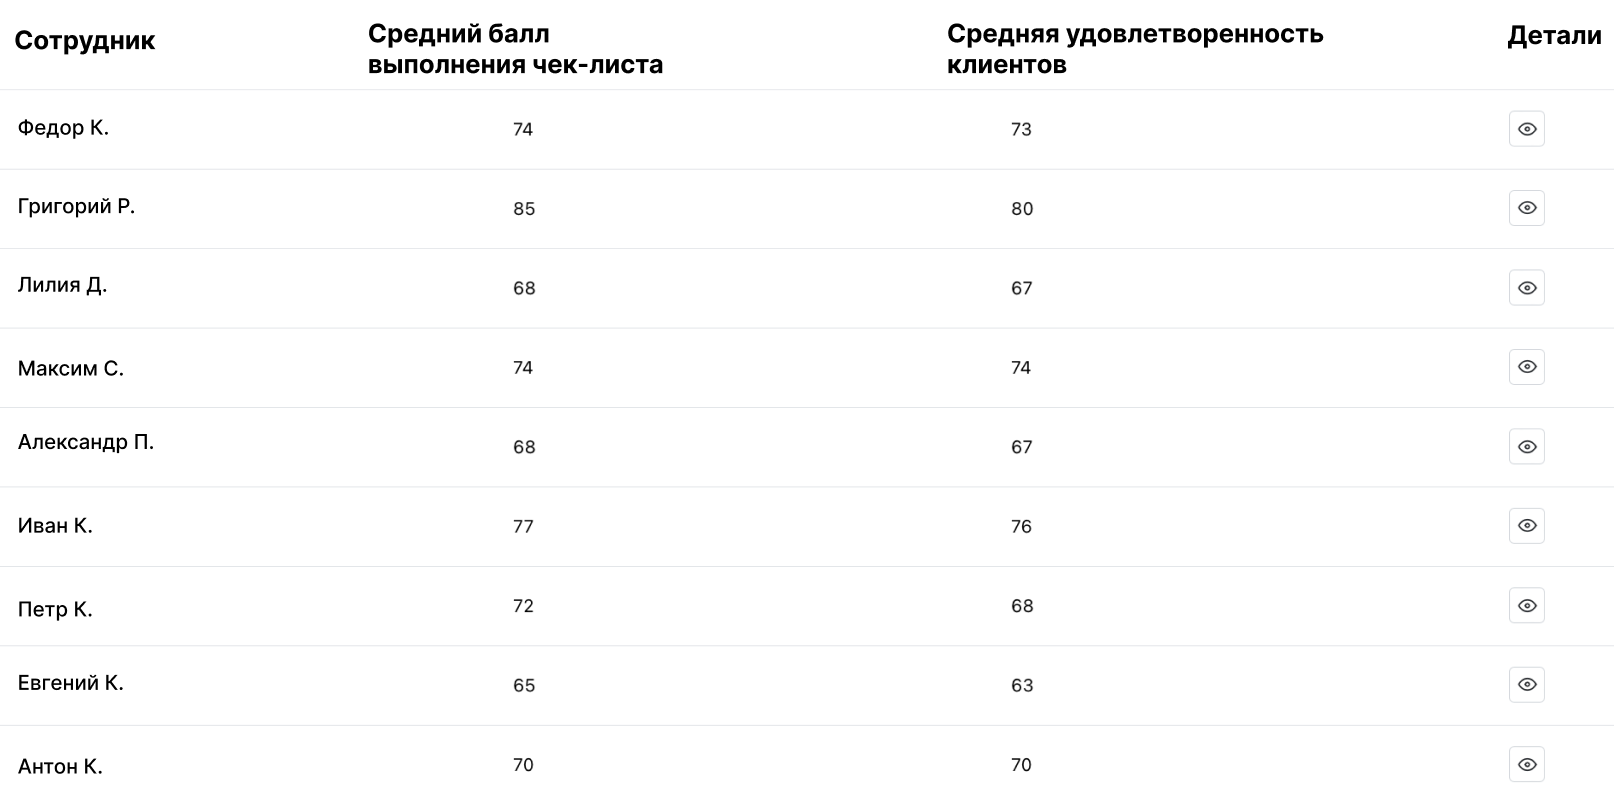 Сотрудник
Средний балл
выполнения чек-листа
Средняя удовлетворенность
клиентов
Детали
Федор К. 74 73
Григорий Р. 85 80
Лилия Д. 68 67
Максим С. 74 74
Александр П. 68 67
Иван К. 77 76
Петр К. 72 68
Евгений К. 65 63
Антон К. 70 70